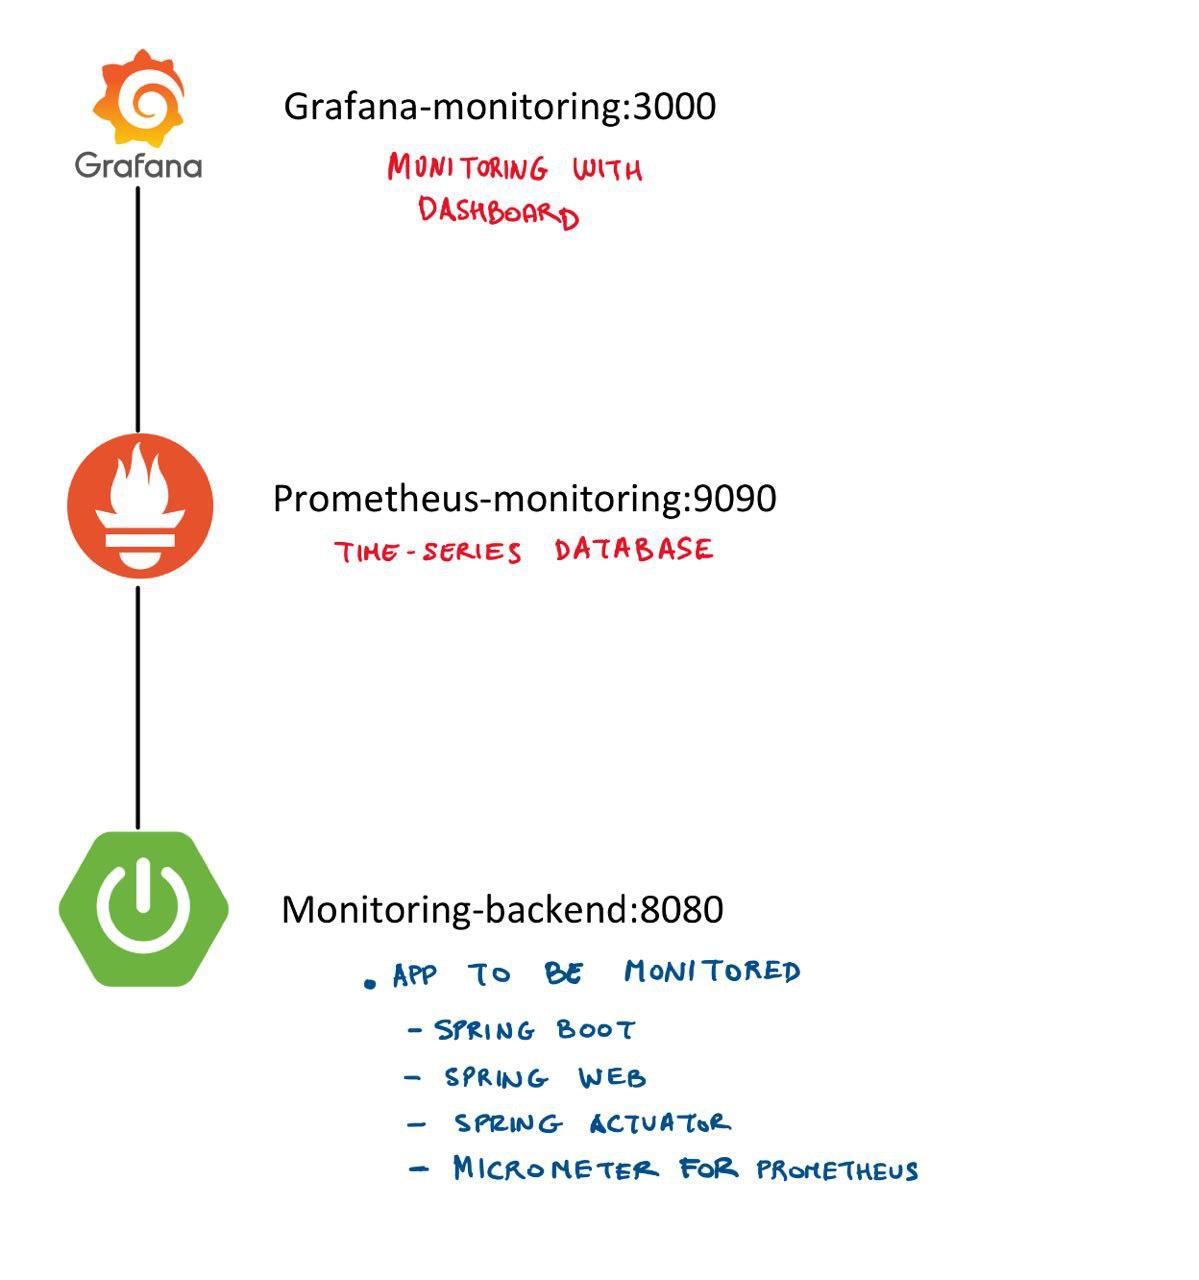 Grafana
Grafana-monitoring:3000
MONITORING WITH
DASHBOARD
Prometheus-monitoring:9090
TIME-SERIES DATABASE
Monitoring-backend:8080
• APP TO BE MONITORED
- SPRING BOOT
- SPRING WEB
- SPRING ACTUATOR
- MICROMETER FOR PROMETHEUS